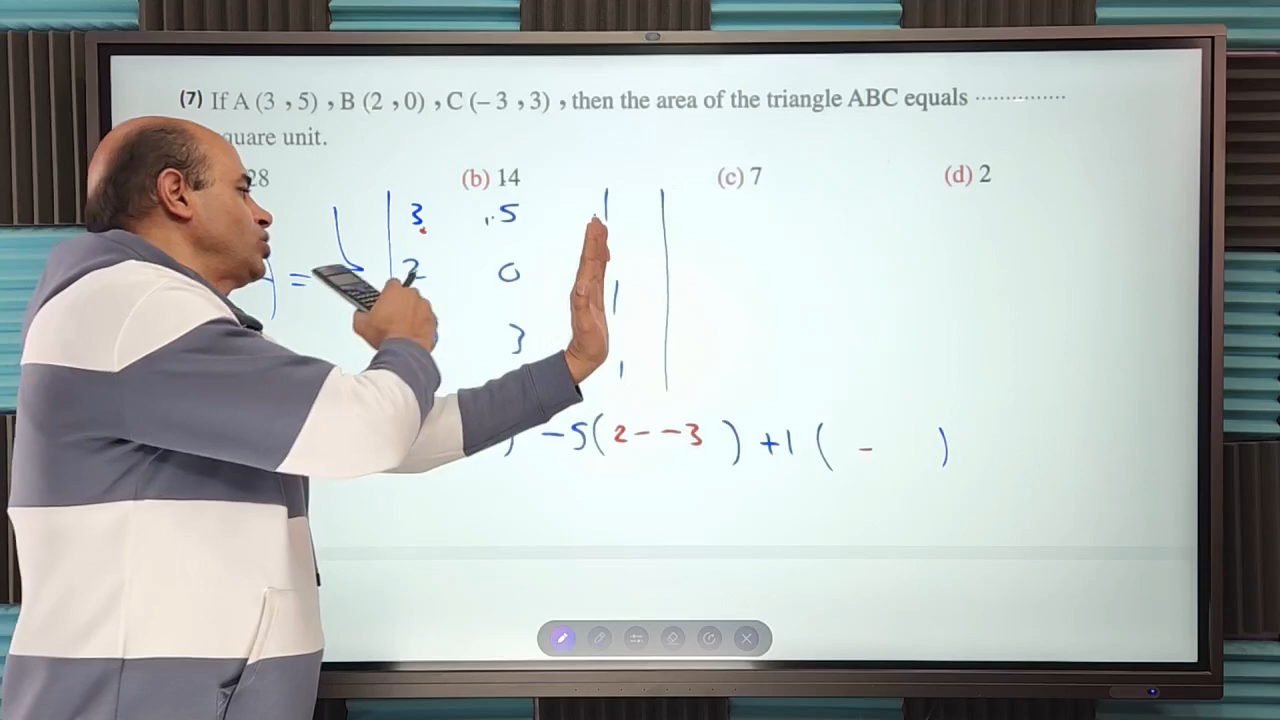 (7) If A (3 , 5) , B (2 , 0) , C (– 3 , 3) , then the area of the triangle ABC equals ...............
quare unit.
28 (b) 14 (c) 7 (d) 2
3 5 1
= 2 0 1
3 1
) -5(2--3) +1( - )